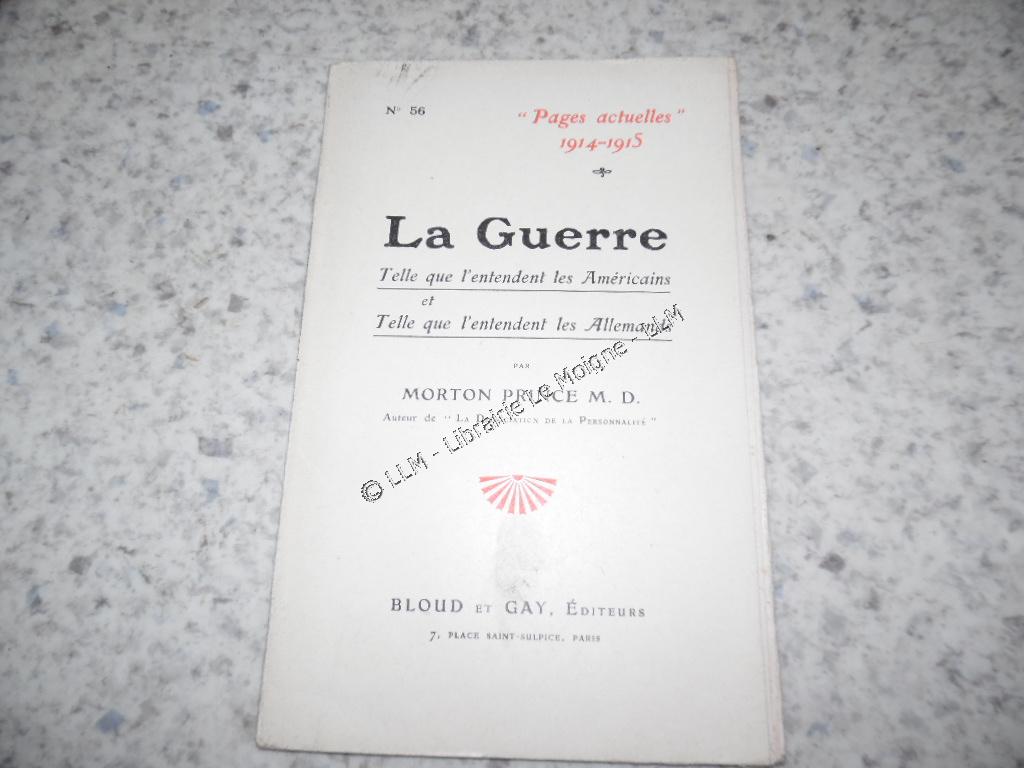 N° 56
" Pages actuelles "
1914-1915
La Guerre
Telle que l'entendent les Américains
et
Telle que l'entendent les Allemands
PAR
MORTON PRINCE M. D.
Auteur de " LA DE LA PERSONNALITÉ "
BLOUD ET GAY, ÉDITEURS
7, PLACE SAINT-SULPICE, PARIS
© LLM - Librairie Le Moigne - LLM